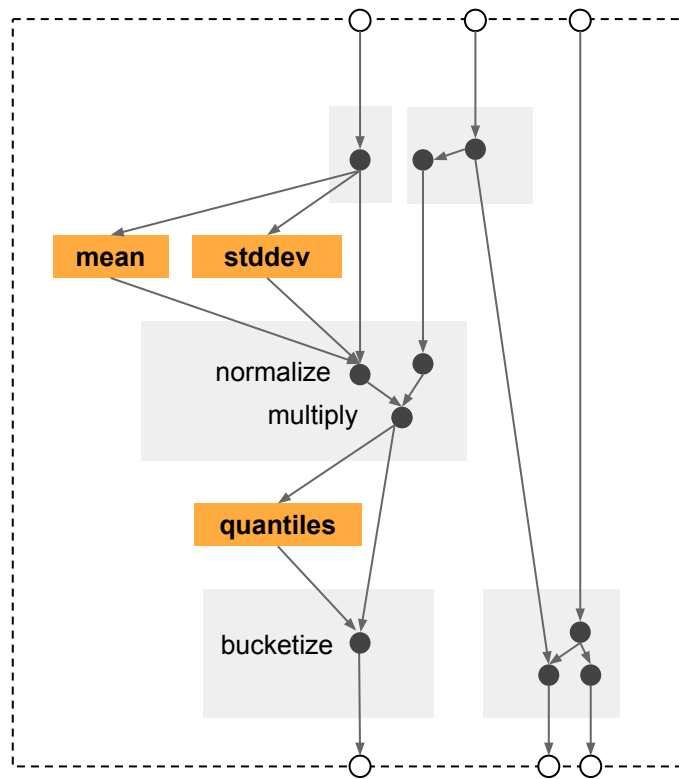 mean
stddev
normalize
multiply
quantiles
bucketize